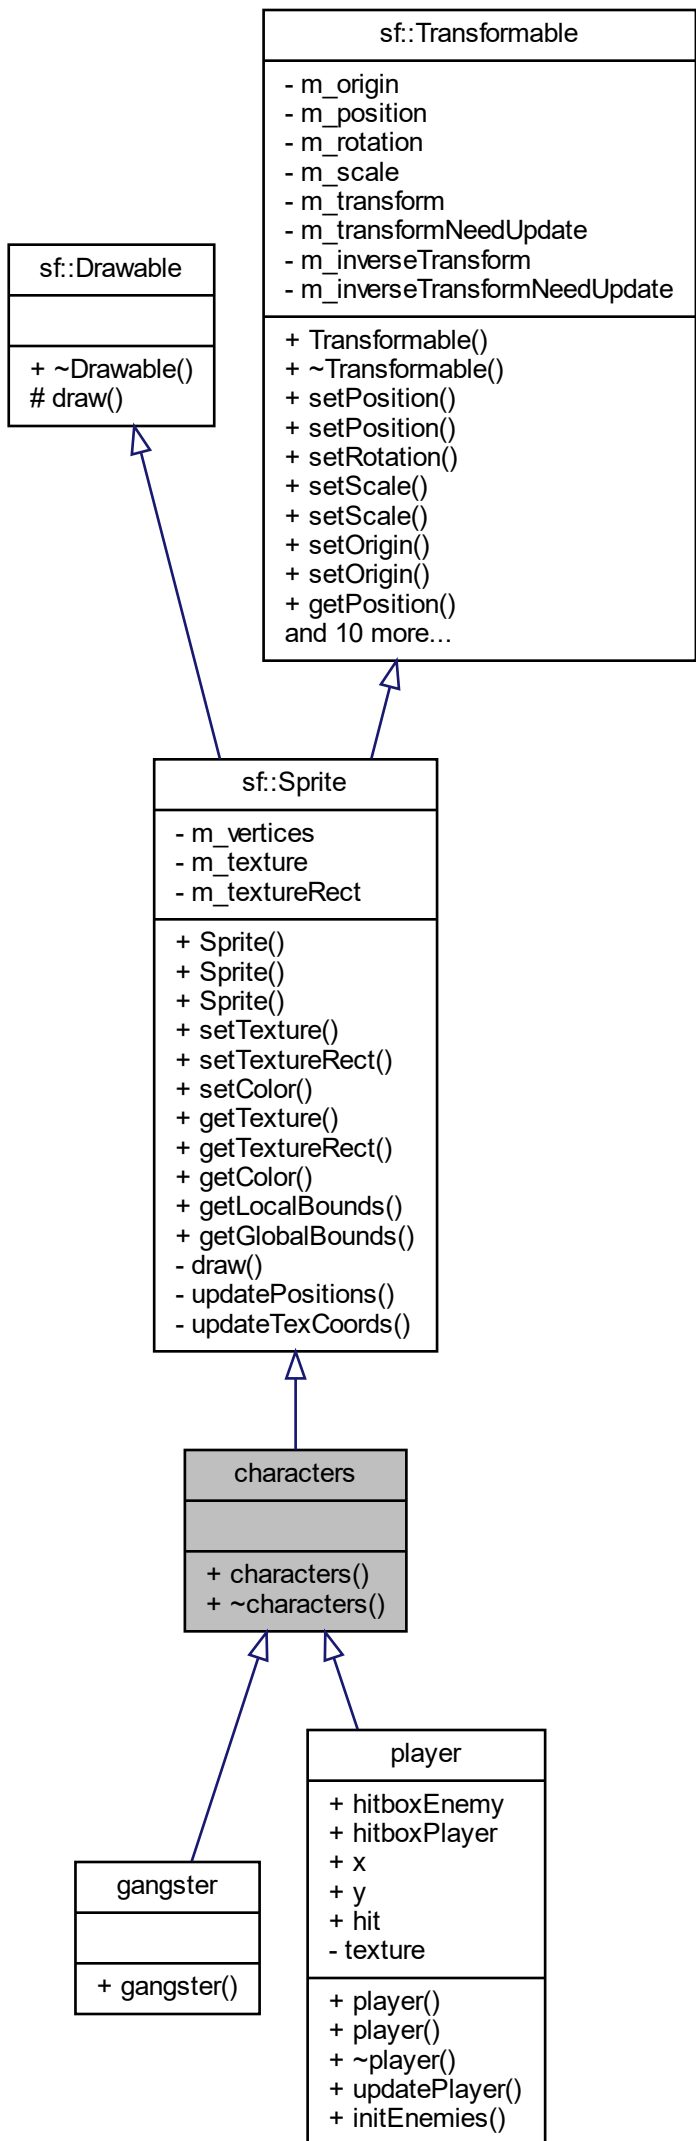 sf::Transformable
- m_origin
- m_position
- m_rotation
- m_scale
- m_transform
- m_transformNeedUpdate
- m_inverseTransform
- m_inverseTransformNeedUpdate
+ Transformable()
+ ~Transformable()
+ setPosition()
+ setPosition()
+ setRotation()
+ setScale()
+ setScale()
+ setOrigin()
+ setOrigin()
+ getPosition()
and 10 more...
sf::Drawable
+ ~Drawable()
# draw()
sf::Sprite
- m_vertices
- m_texture
- m_textureRect
+ Sprite()
+ Sprite()
+ Sprite()
+ setTexture()
+ setTextureRect()
+ setColor()
+ getTexture()
+ getTextureRect()
+ getColor()
+ getLocalBounds()
+ getGlobalBounds()
- draw()
- updatePositions()
- updateTexCoords()
characters
+ characters()
+ ~characters()
gangster
+ gangster()
player
+ hitboxEnemy
+ hitboxPlayer
+ x
+ y
+ hit
- texture
+ player()
+ player()
+ ~player()
+ updatePlayer()
+ initEnemies()